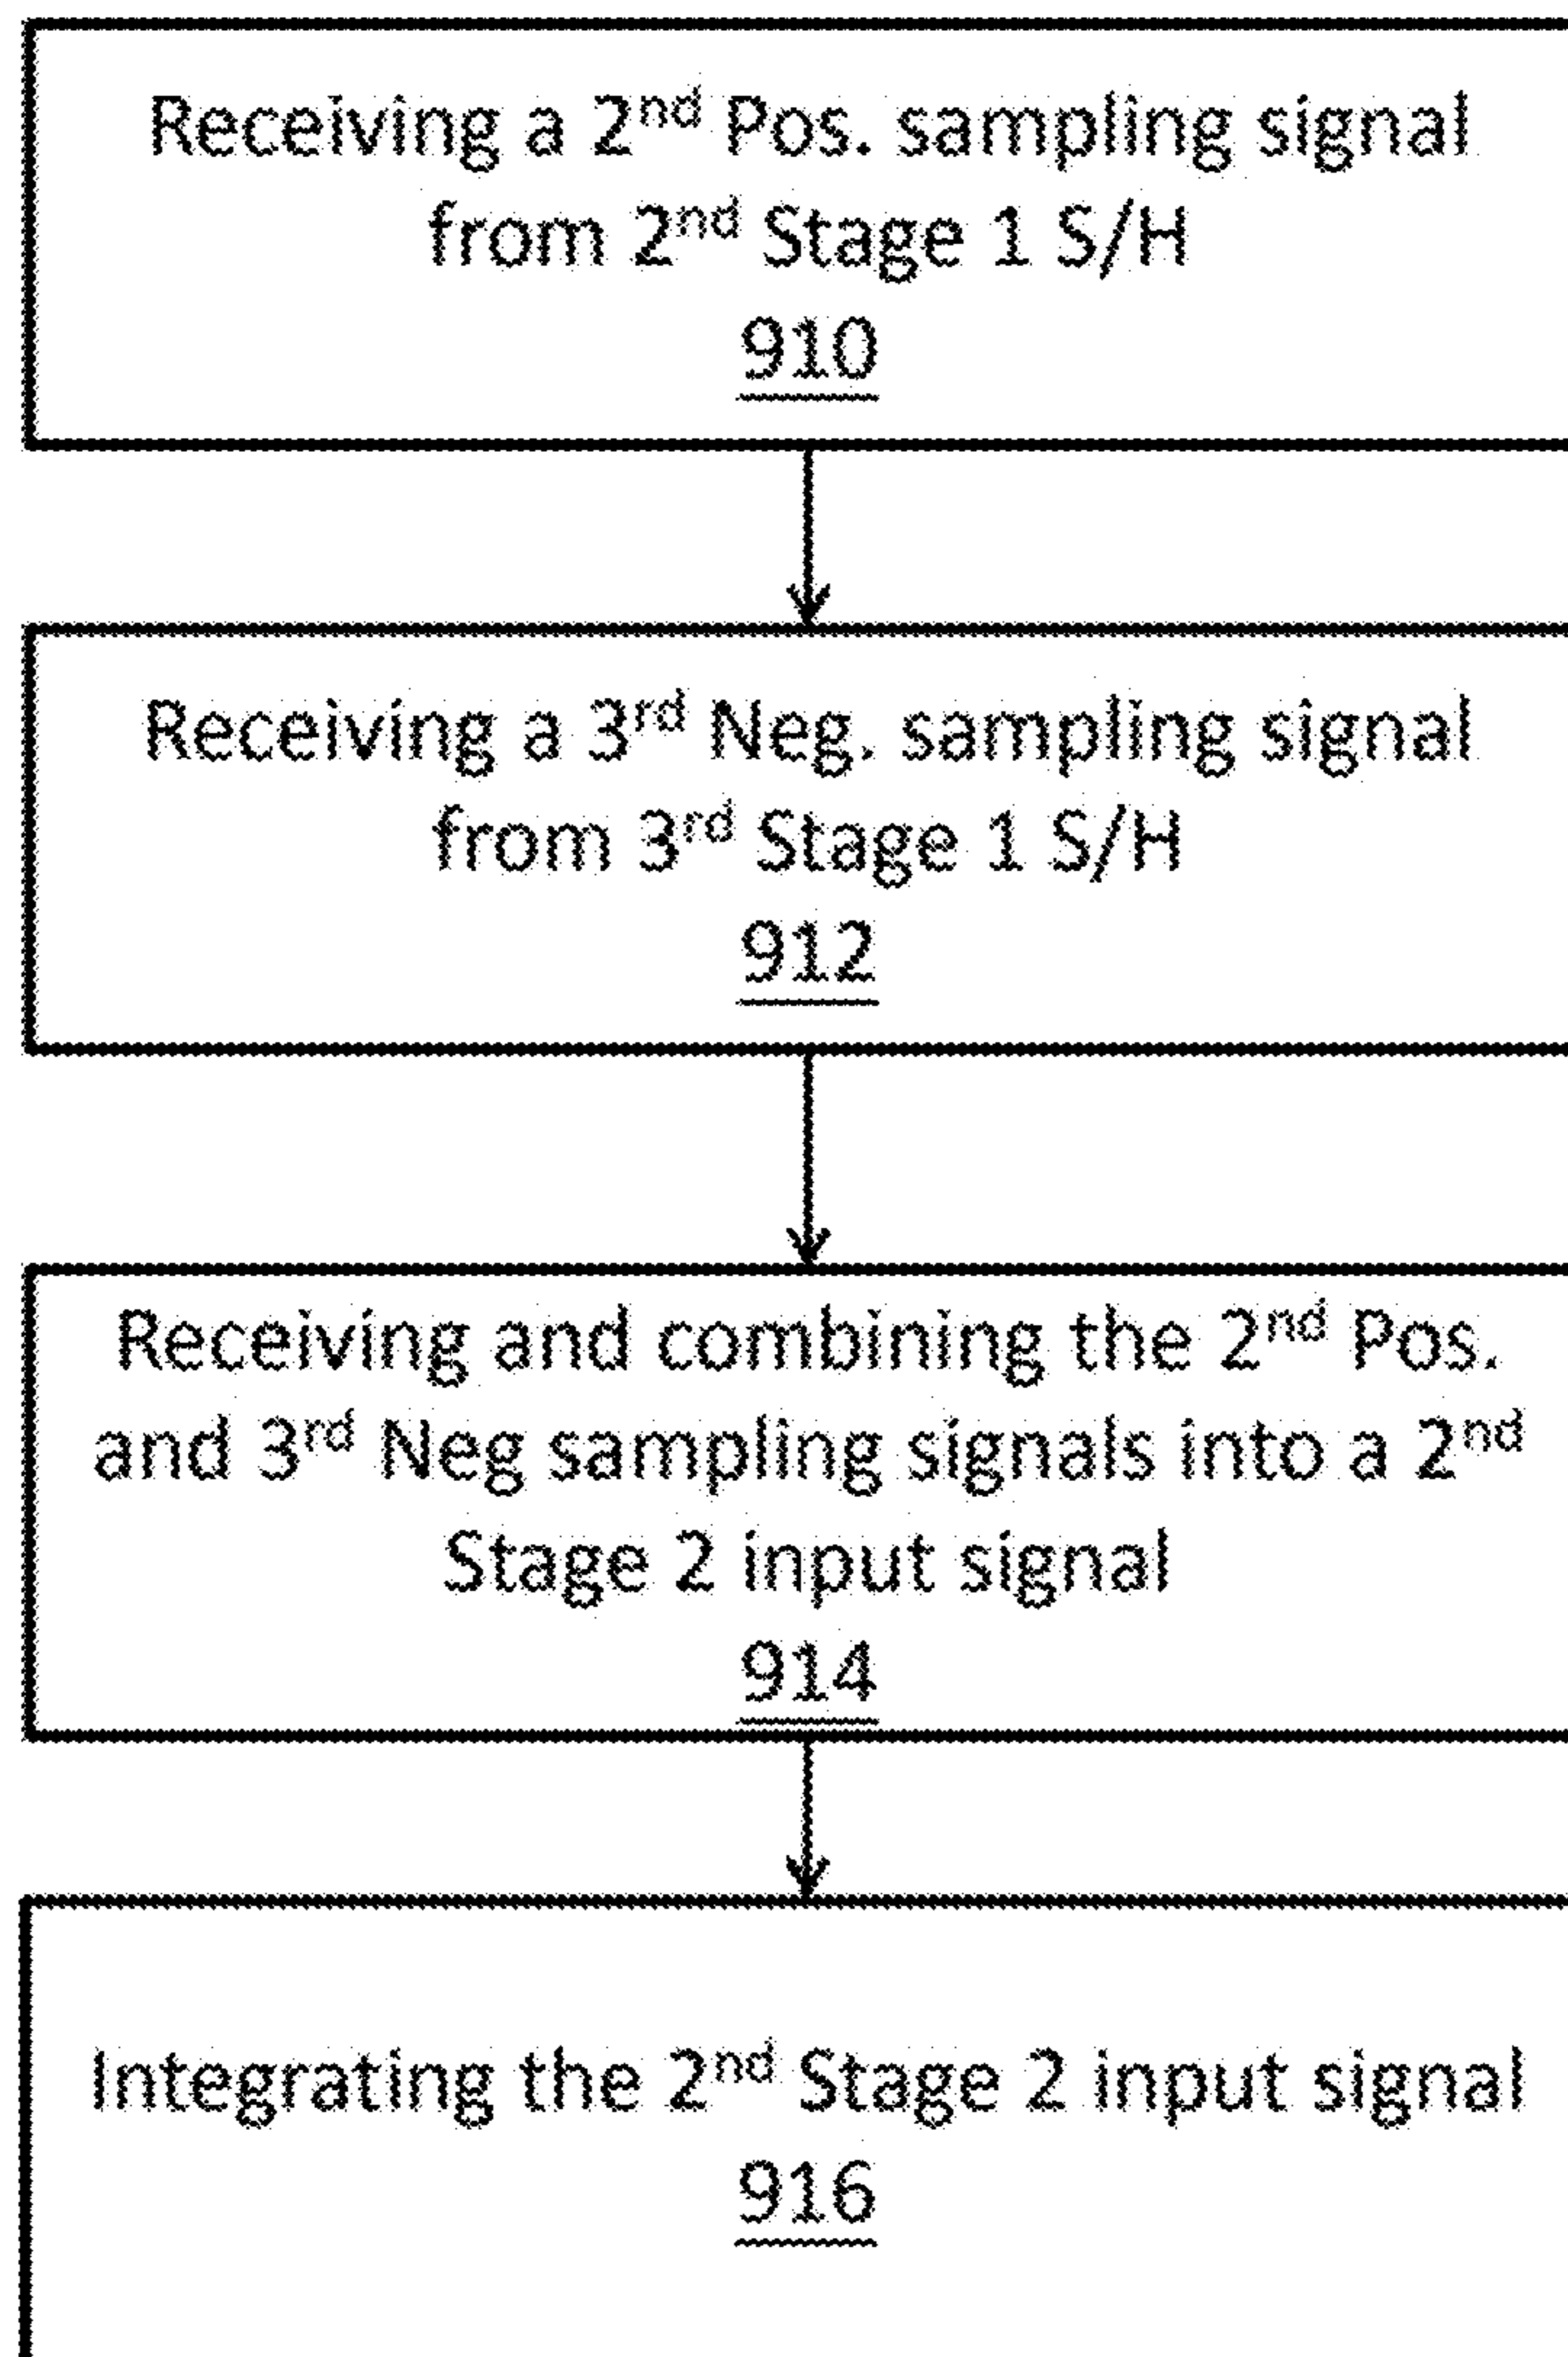 Receiving a 2nd Pos. sampling signal
from 2nd Stage 1 S/H
910
Receiving a 3rd Neg. sampling signal
from 3rd Stage 1 S/H
912
Receiving and combining the 2nd Pos.
and 3rd Neg sampling signals into a 2nd
Stage 2 input signal
914
Integrating the 2nd Stage 2 input signal
916